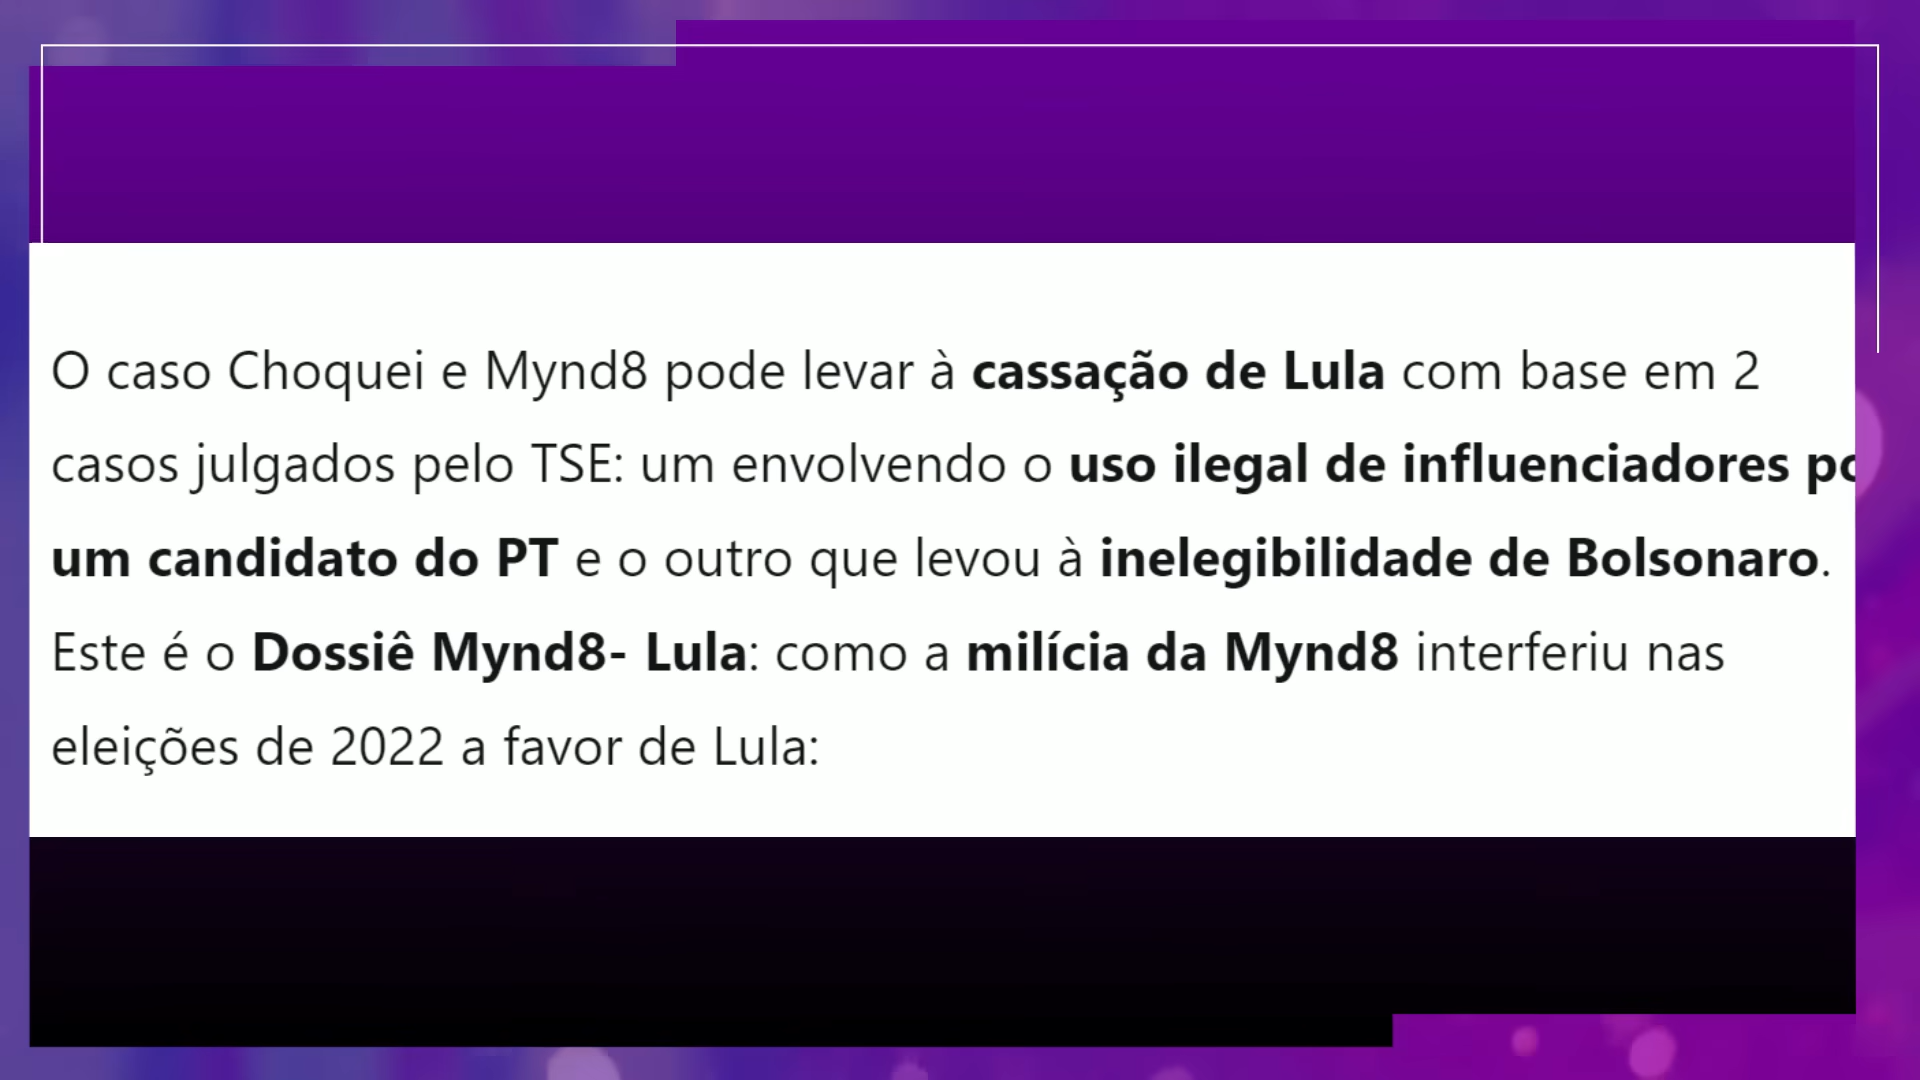 O caso Choquei e Mynd8 pode levar à cassação de Lula com base em 2
casos julgados pelo TSE: um envolvendo o uso ilegal de influenciadores
um candidato do PT e o outro que levou à inelegibilidade de Bolsonaro.
Este é o Dossiê Mynd8- Lula: como a milícia da Mynd8 interferiu nas
eleições de 2022 a favor de Lula: